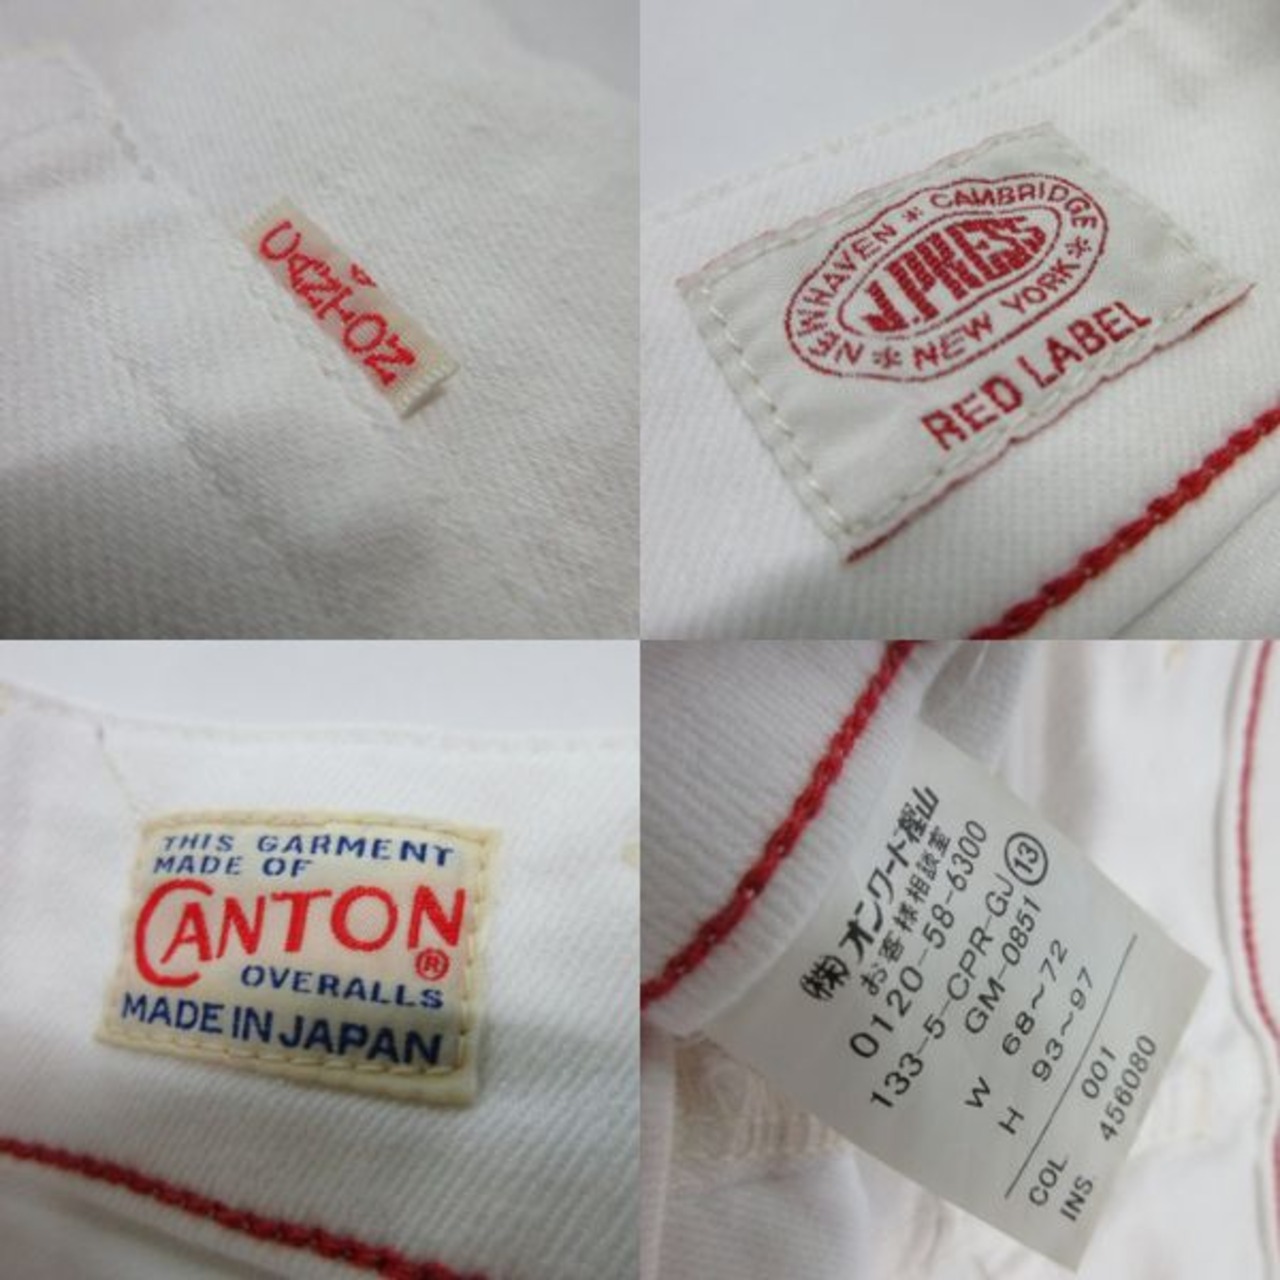 CANTON
NEW HAVEN * CAMBRIDGE * NEW YORK *
J.PRESS
RED LABEL
THIS GARMENT
MADE OF
CANTON®
OVERALLS
MADE IN JAPAN
(株)オンワード樫山
お客様相談室
0120-58-6300
133-5-CPR-GJ ⑬
GM-0851
W 68~72
H 93~97
COL 001
INS 456080